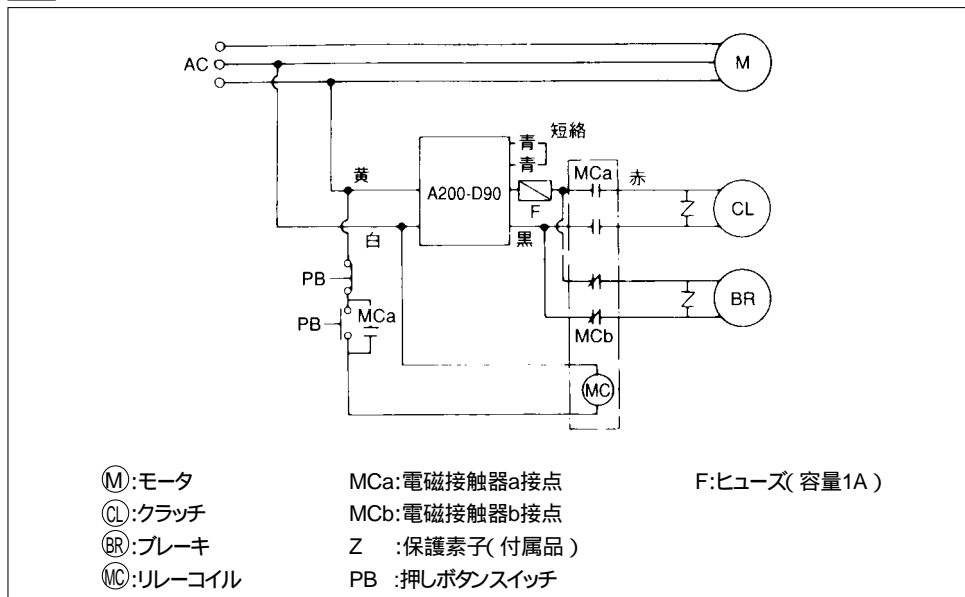 AC
M
青
短絡
青
黄
A200-D90
MCa
赤
F
CL
白
黒
PB
MCa
PB
BR
MCb
MC
M:モータ
MCa:電磁接触器a接点
F:ヒューズ(容量1A)
CL:クラッチ
MCb:電磁接触器b接点
BR:ブレーキ
Z :保護素子(付属品)
MC:リレーコイル
PB :押しボタンスイッチ